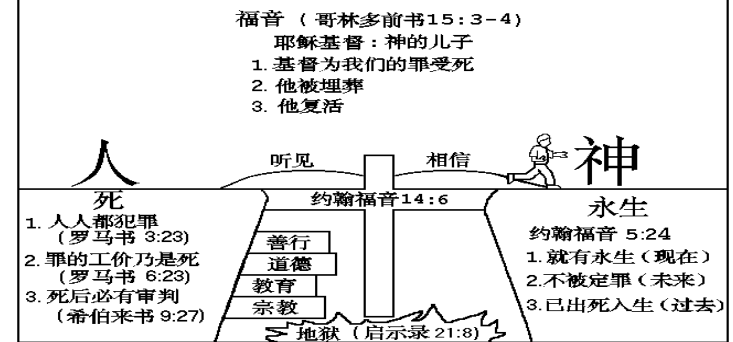 福音 ( 哥林多前书15:3-4)
耶稣基督:神的儿子
1. 基督为我们的罪受死
2. 他被埋葬
3. 他复活
人
听见
相信
神
死
1. 人人都犯罪
(罗马书 3:23)
2. 罪的工价乃是死
(罗马书 6:23)
3. 死后必有审判
(希伯来书 9:27)
约翰福音14:6
善行
道德
教育
宗教
地狱 (启示录 21:8)
永生
约翰福音 5:24
1.就有永生(现在)
2.不被定罪(未来)
3.已出死入生(过去)